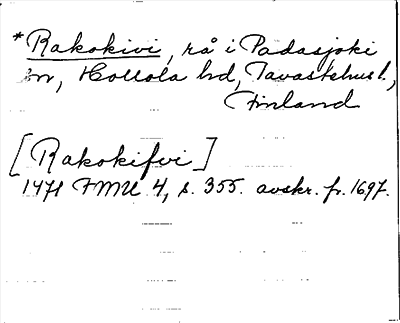 *Rakokivi, rå i Padasjoki
sn, Hollola hd, Tavastehus l.,
Finland
[Rakokifvi]
1471 FMU 4, s. 355. avskr. fr. 1697.